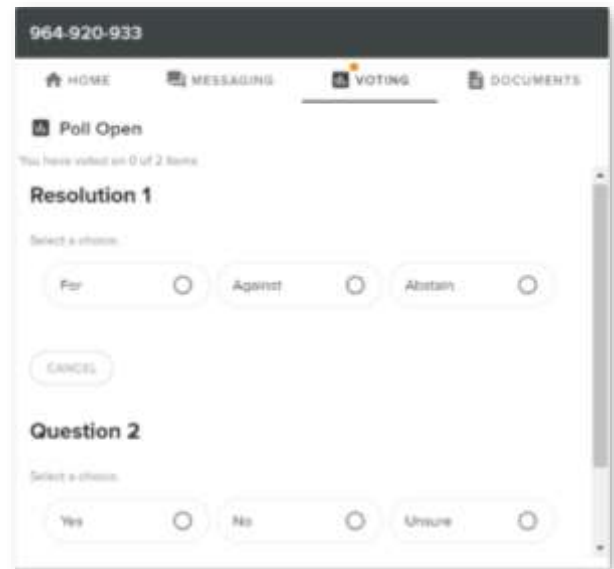 964-920-933
HOME MESSAGING VOTING DOCUMENTS
Poll Open
You have voted on 0 of 2 items
Resolution 1
Select a choice.
For Against Abstain
CANCEL
Question 2
Select a choice.
Yes No Unsure